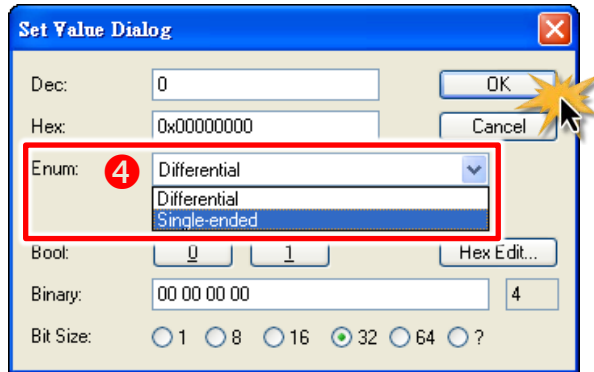 Set Value Dialog
Dec: 0 OK
Hex: 0x00000000 Cancel
Enum: 4 Differential
Differential
Single-ended
Bool: 0 1 Hex Edit...
Binary: 00 00 00 00 4
Bit Size: 1 8 16 32 64 ?